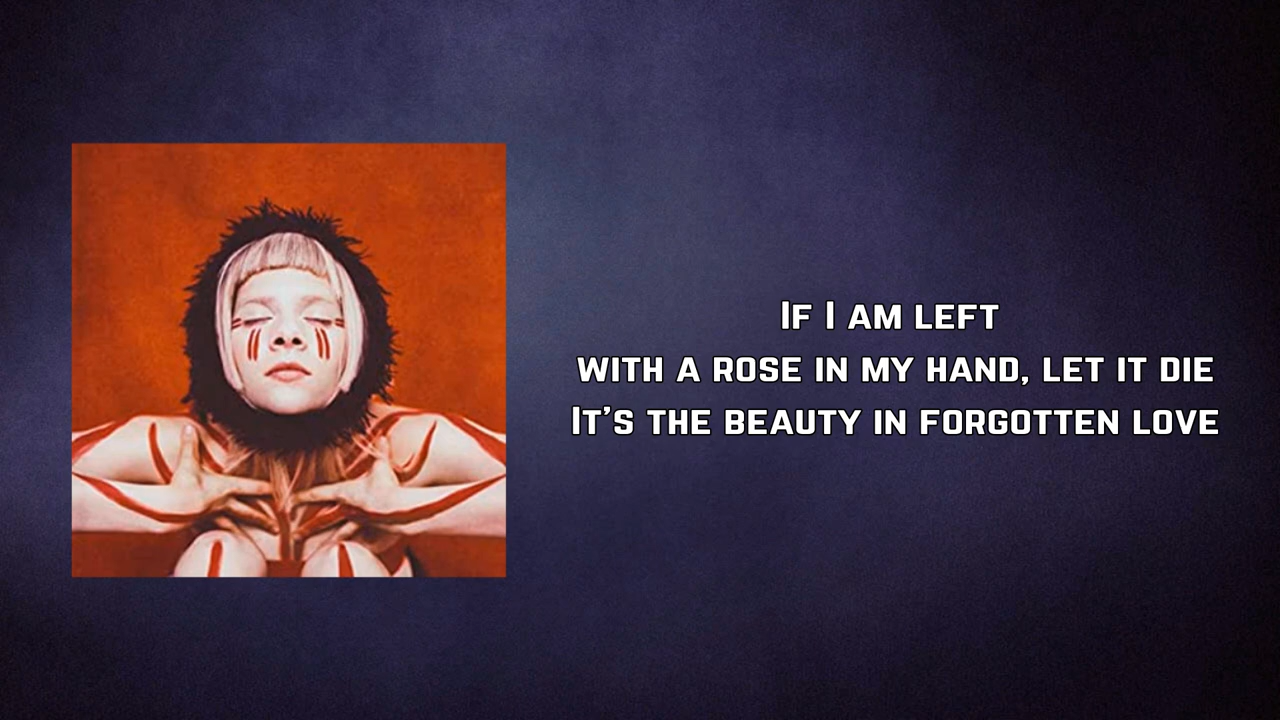 If I am left
with a rose in my hand, let it die
It’s the beauty in forgotten love